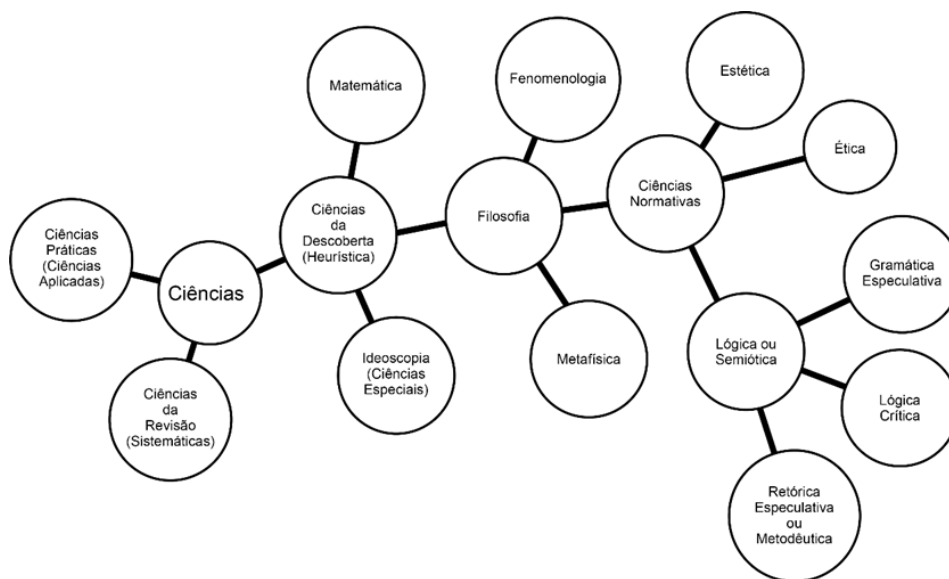 Matemática
Fenomenologia
Estética
Ética
Ciências
da
Descoberta
(Heurística)
Filosofia
Ciências
Normativas
Ciências
Práticas
(Ciências
Aplicadas)
Ciências
Gramática
Especulativa
Ciências
da
Revisão
(Sistemáticas)
Ideoscopia
(Ciências
Especiais)
Metafísica
Lógica ou
Semiótica
Lógica
Crítica
Retórica
Especulativa
ou
Metodêutica